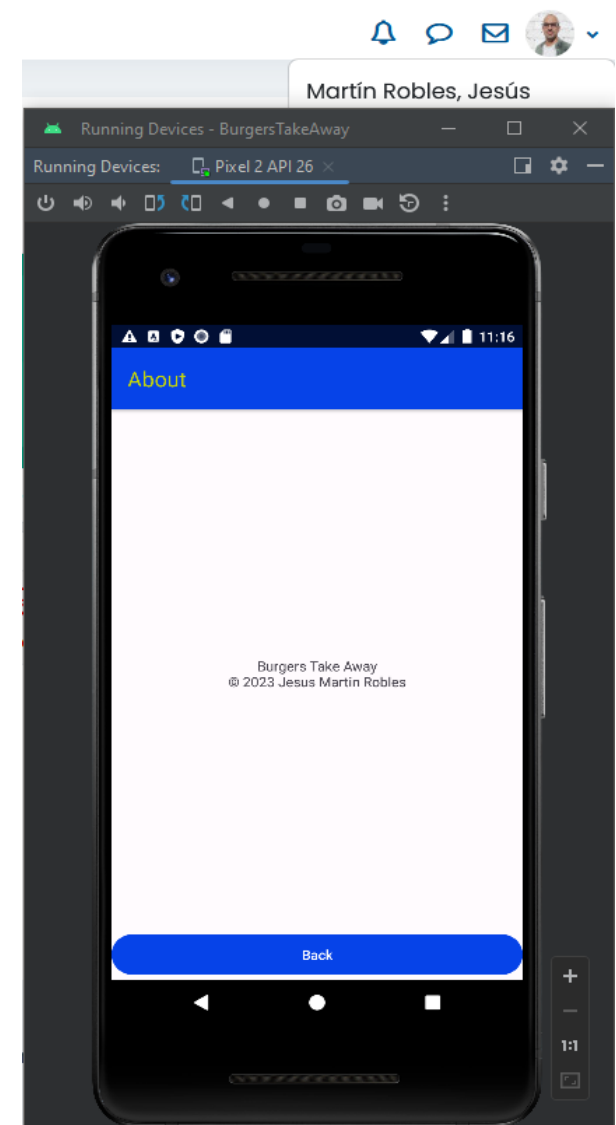 Martín Robles, Jesús
Running Devices - BurgersTakeAway
Running Devices: Pixel 2 API 26
11:16
About
Burgers Take Away
© 2023 Jesus Martin Robles
Back
1:1